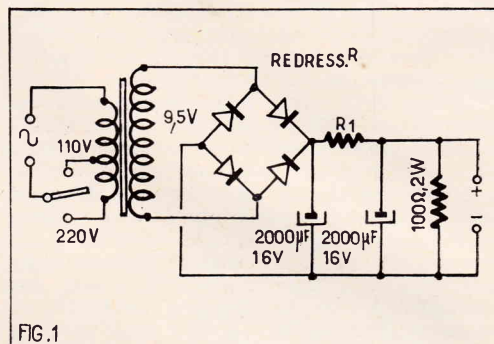 REDRESS.R
110V
9,5V
R1
220V
2000µF
16V
2000µF
16V
100Ω,2W
+
−
FIG.1